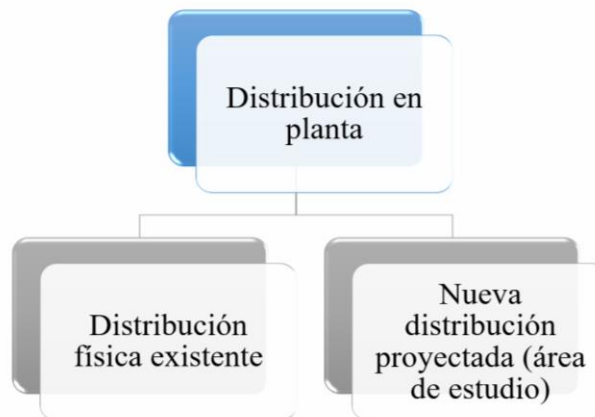 Distribución en
planta
Distribución
física existente
Nueva
distribución
proyectada (área
de estudio)